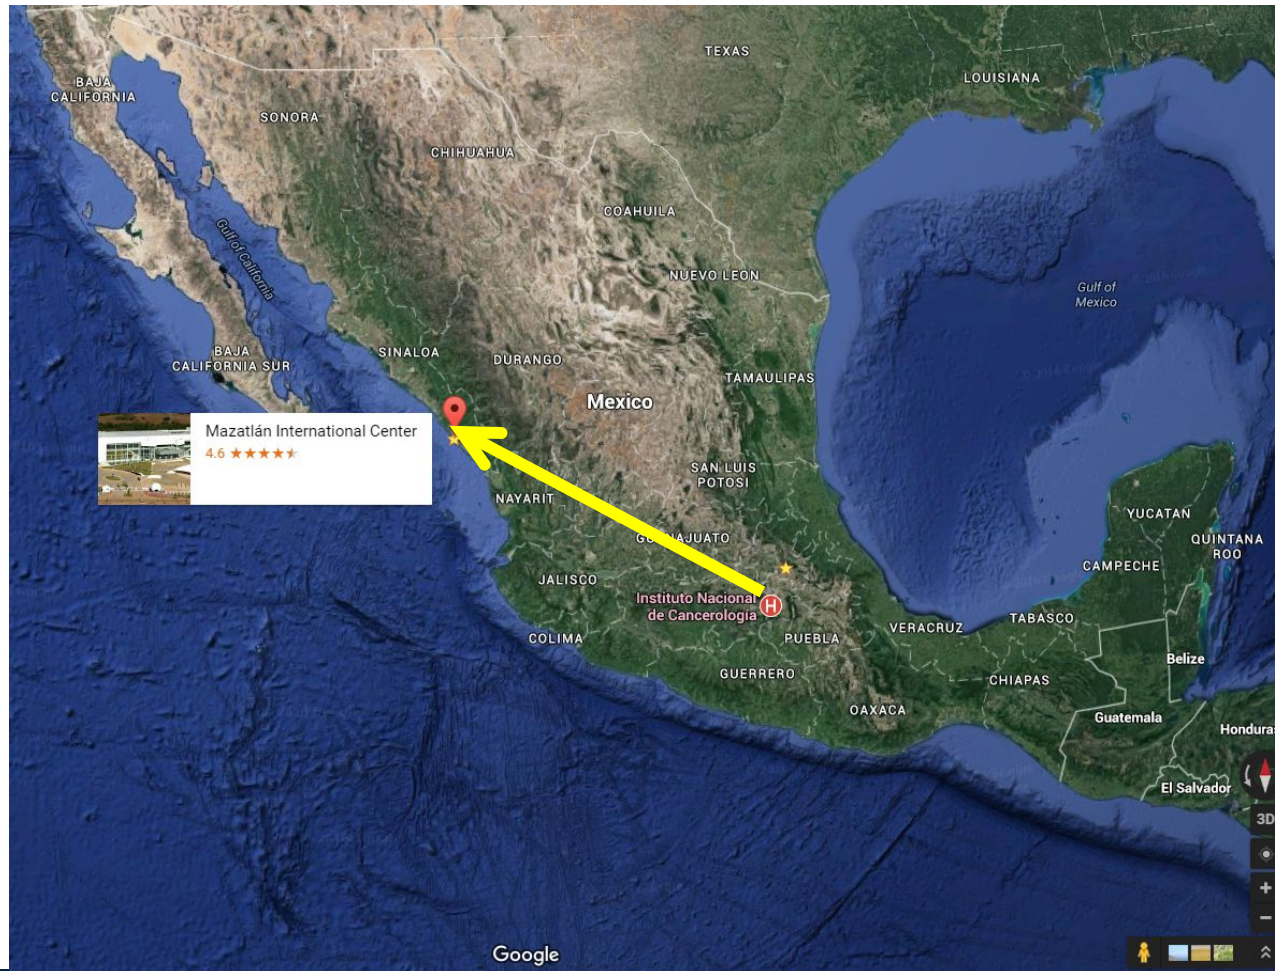 TEXAS
LOUISIANA
BAJA
CALIFORNIA
SONORA
CHIHUAHUA
COAHUILA
Gulf of California
NUEVO LEON
Gulf of
Mexico
BAJA
CALIFORNIA SUR
SINALOA
DURANGO
TAMAULIPAS
Mexico
Mazatlán International Center
4.6
SAN LUIS
POTOSI
NAYARIT
YUCATAN
GUANAJUATO
QUINTANA
ROO
CAMPECHE
JALISCO
Instituto Nacional
de Cancerología
H
COLIMA
PUEBLA
VERACRUZ
TABASCO
Belize
GUERRERO
CHIAPAS
OAXACA
Guatemala
Honduras
El Salvador
3D
Google